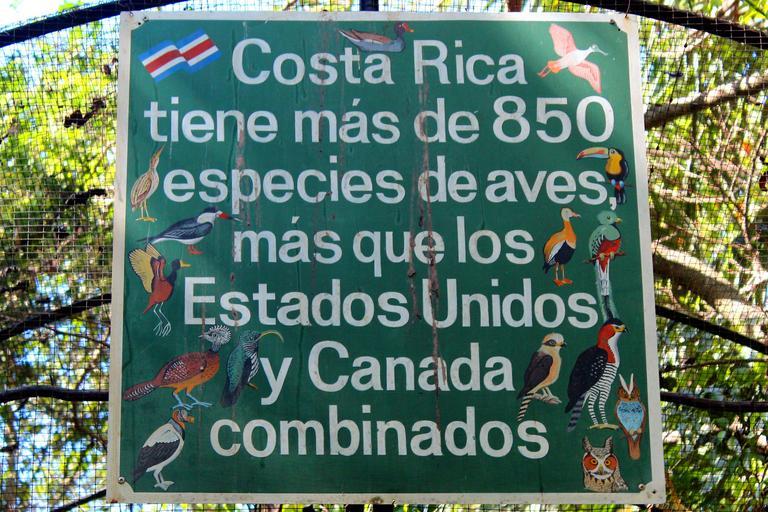 Costa Rica
tiene más de 850
especies de aves,
más que los
Estados Unidos
y Canada
combinados